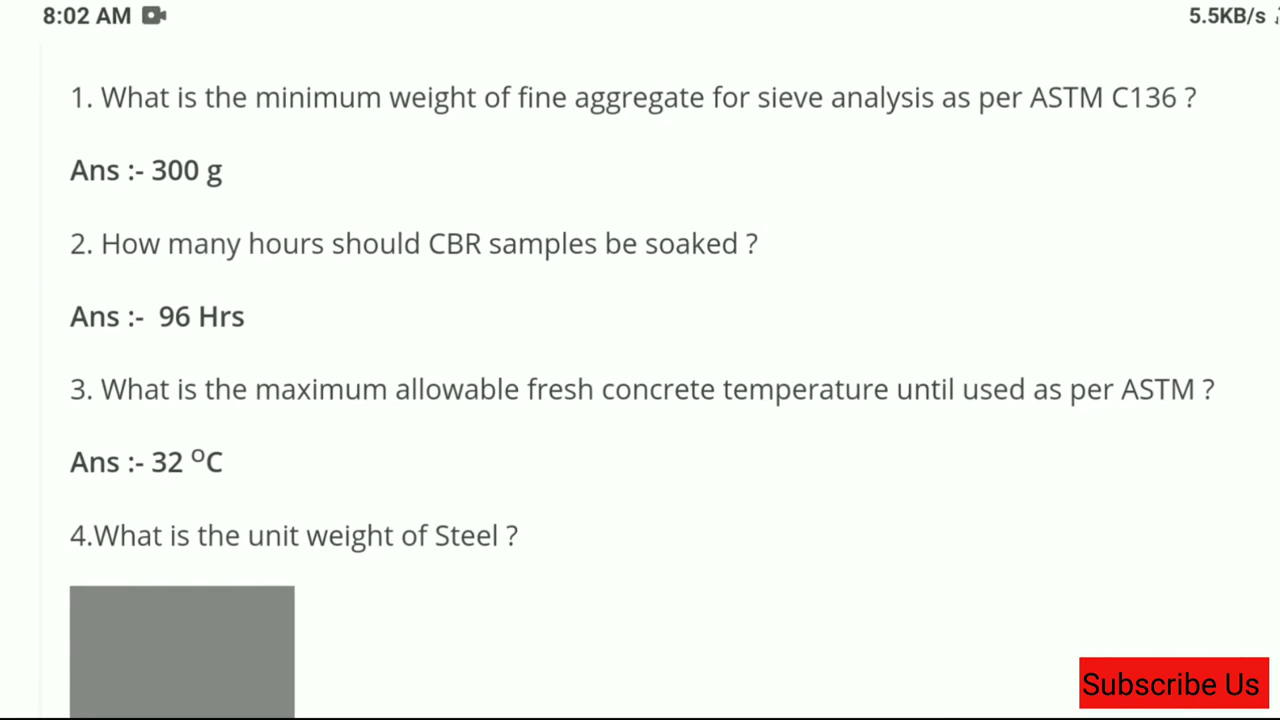 8:02 AM
5.5KB/s
1. What is the minimum weight of fine aggregate for sieve analysis as per ASTM C136 ?
Ans :- 300 g
2. How many hours should CBR samples be soaked ?
Ans :-  96 Hrs
3. What is the maximum allowable fresh concrete temperature until used as per ASTM ?
Ans :- 32 ⁰C
4.What is the unit weight of Steel ?
Subscribe Us